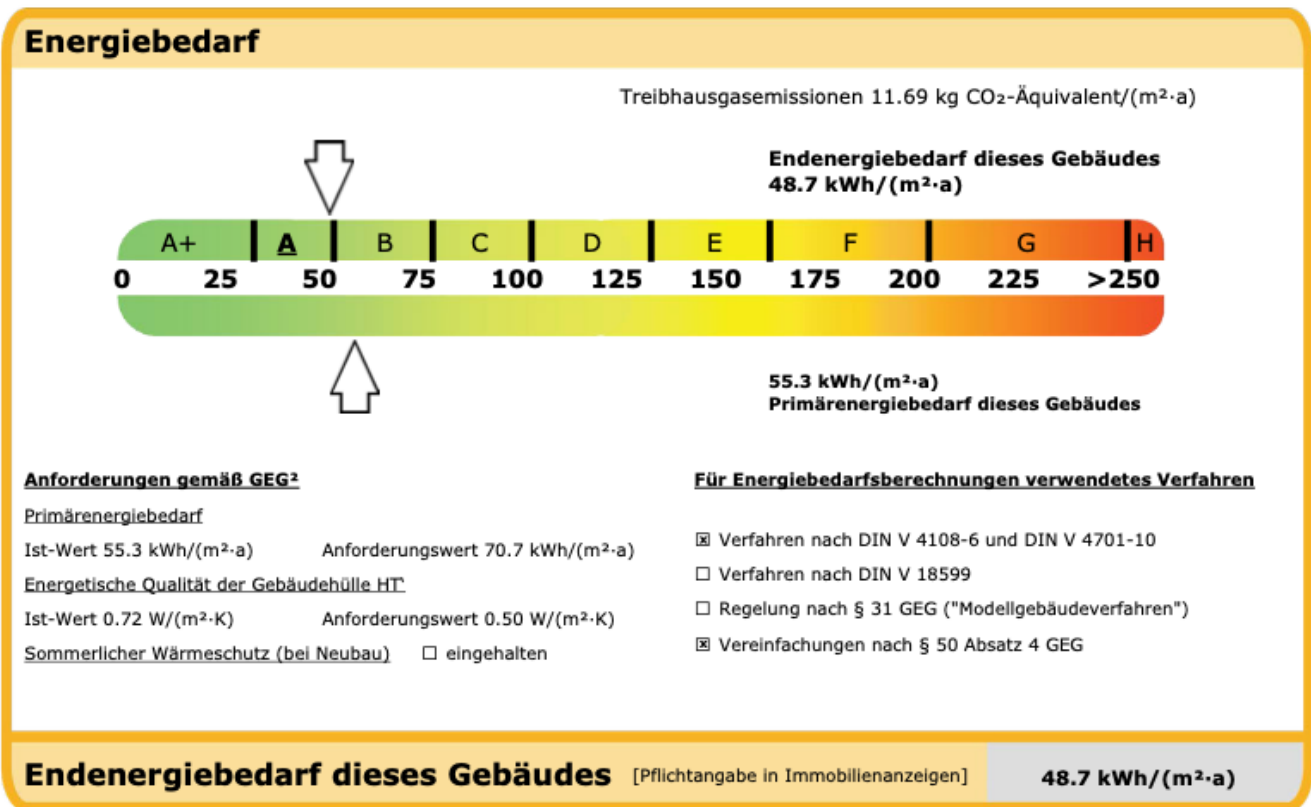 Energiebedarf
Treibhausgasemissionen 11.69 kg CO₂-Äquivalent/(m²·a)
Endenergiebedarf dieses Gebäudes
48.7 kWh/(m²·a)
A+ A B C D E F G H
0 25 50 75 100 125 150 175 200 225 >250
55.3 kWh/(m²·a)
Primärenergiebedarf dieses Gebäudes
Anforderungen gemäß GEG²
Primärenergiebedarf
Ist-Wert 55.3 kWh/(m²·a) Anforderungswert 70.7 kWh/(m²·a)
Energetische Qualität der Gebäudehülle HT`
Ist-Wert 0.72 W/(m²·K) Anforderungswert 0.50 W/(m²·K)
Sommerlicher Wärmeschutz (bei Neubau) ☐ eingehalten
Für Energiebedarfsberechnungen verwendetes Verfahren
☒ Verfahren nach DIN V 4108-6 und DIN V 4701-10
☐ Verfahren nach DIN V 18599
☐ Regelung nach § 31 GEG ("Modellgebäudeverfahren")
☒ Vereinfachungen nach § 50 Absatz 4 GEG
Endenergiebedarf dieses Gebäudes [Pflichtangabe in Immobilienanzeigen] 48.7 kWh/(m²·a)